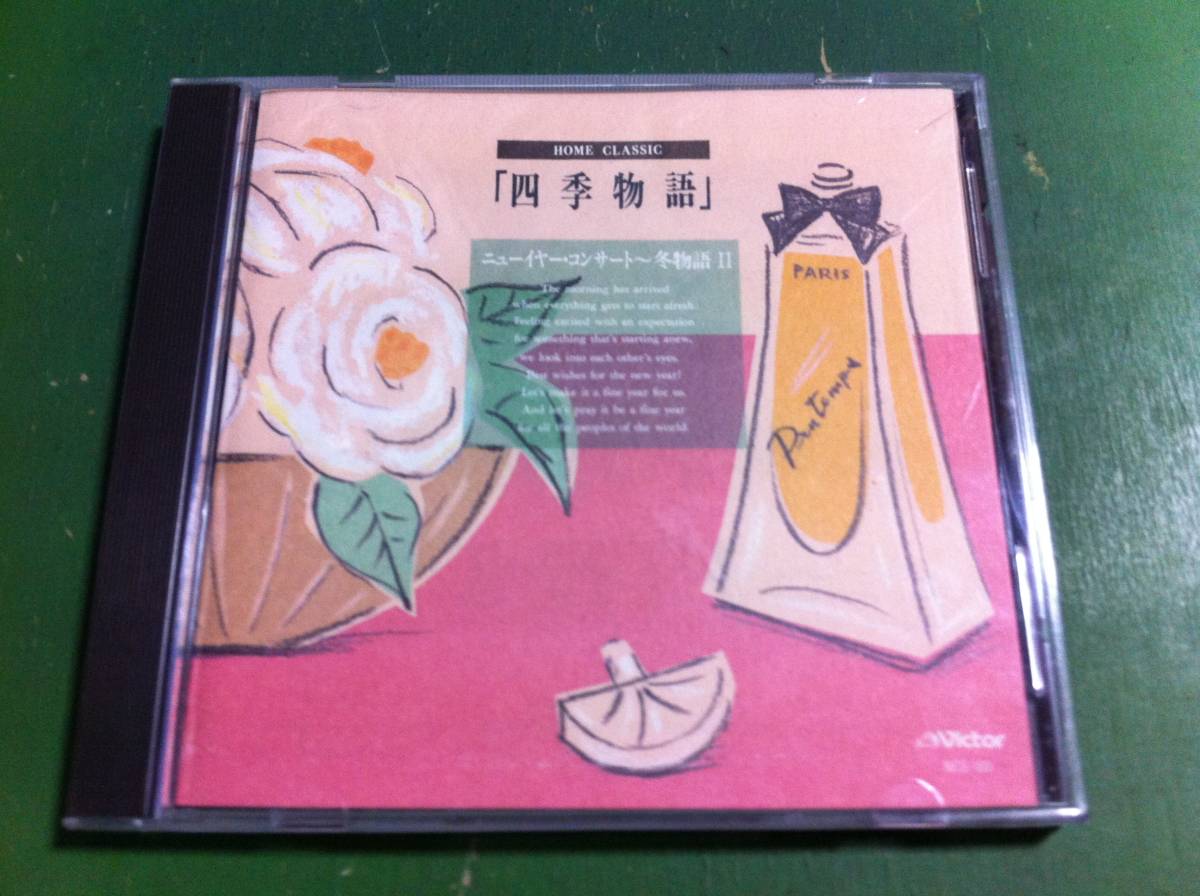 HOME CLASSIC
「四季物語」
ニューイヤー・コンサート～冬物語 II
The morning has arrived
when everything gets to start afresh.
Feeling excited with an expectation
for something that's starting anew,
we look into each other's eyes.
Best wishes for the new year!
Let's make it a fine year for us.
And let's pray it be a fine year
for all the peoples of the world.
PARIS
Printemps
Victor